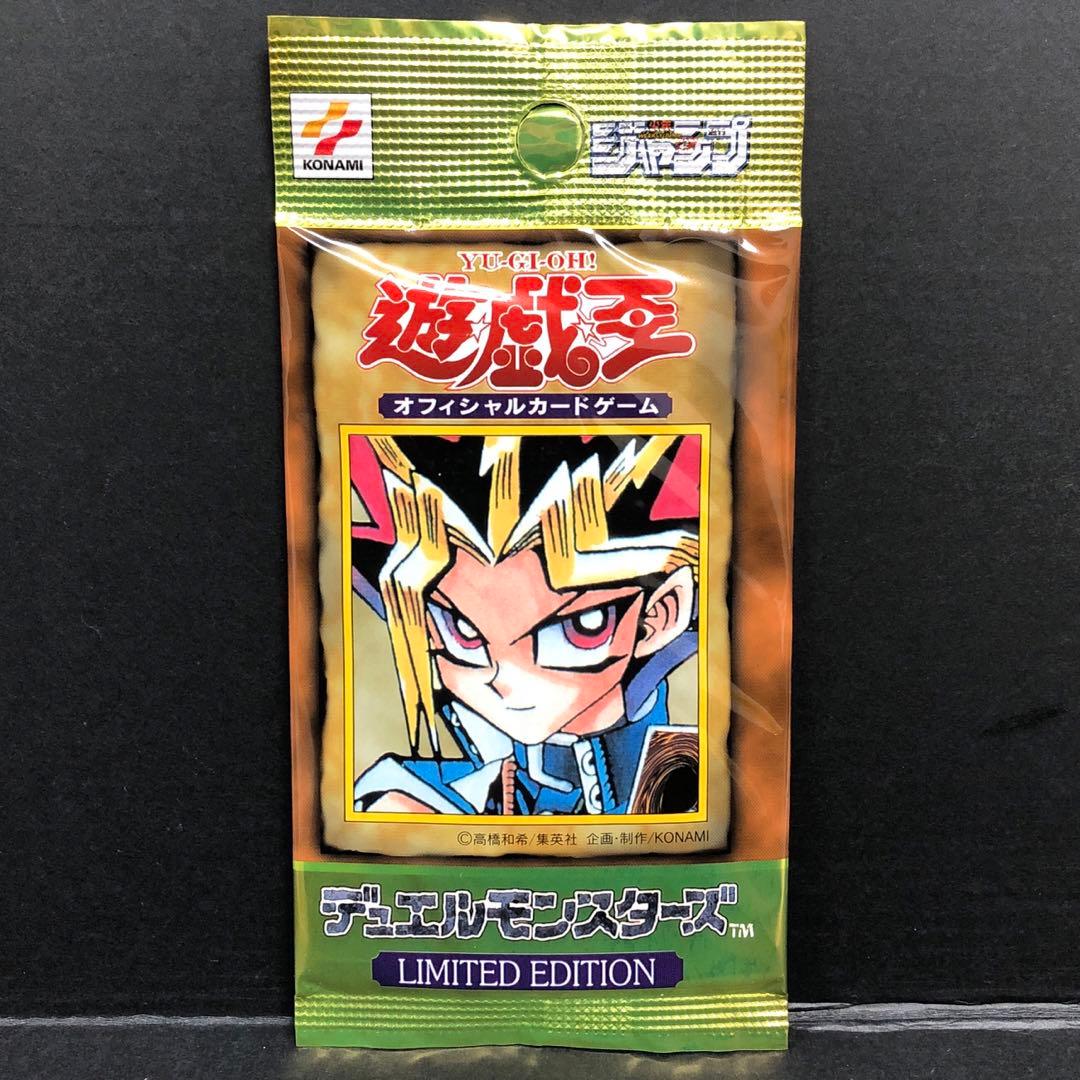 KONAMI
ジャンプ
YU-GI-OH!
遊☆戯☆王
オフィシャルカードゲーム
©高橋和希/集英社 企画・制作/KONAMI
デュエルモンスターズ™
LIMITED EDITION